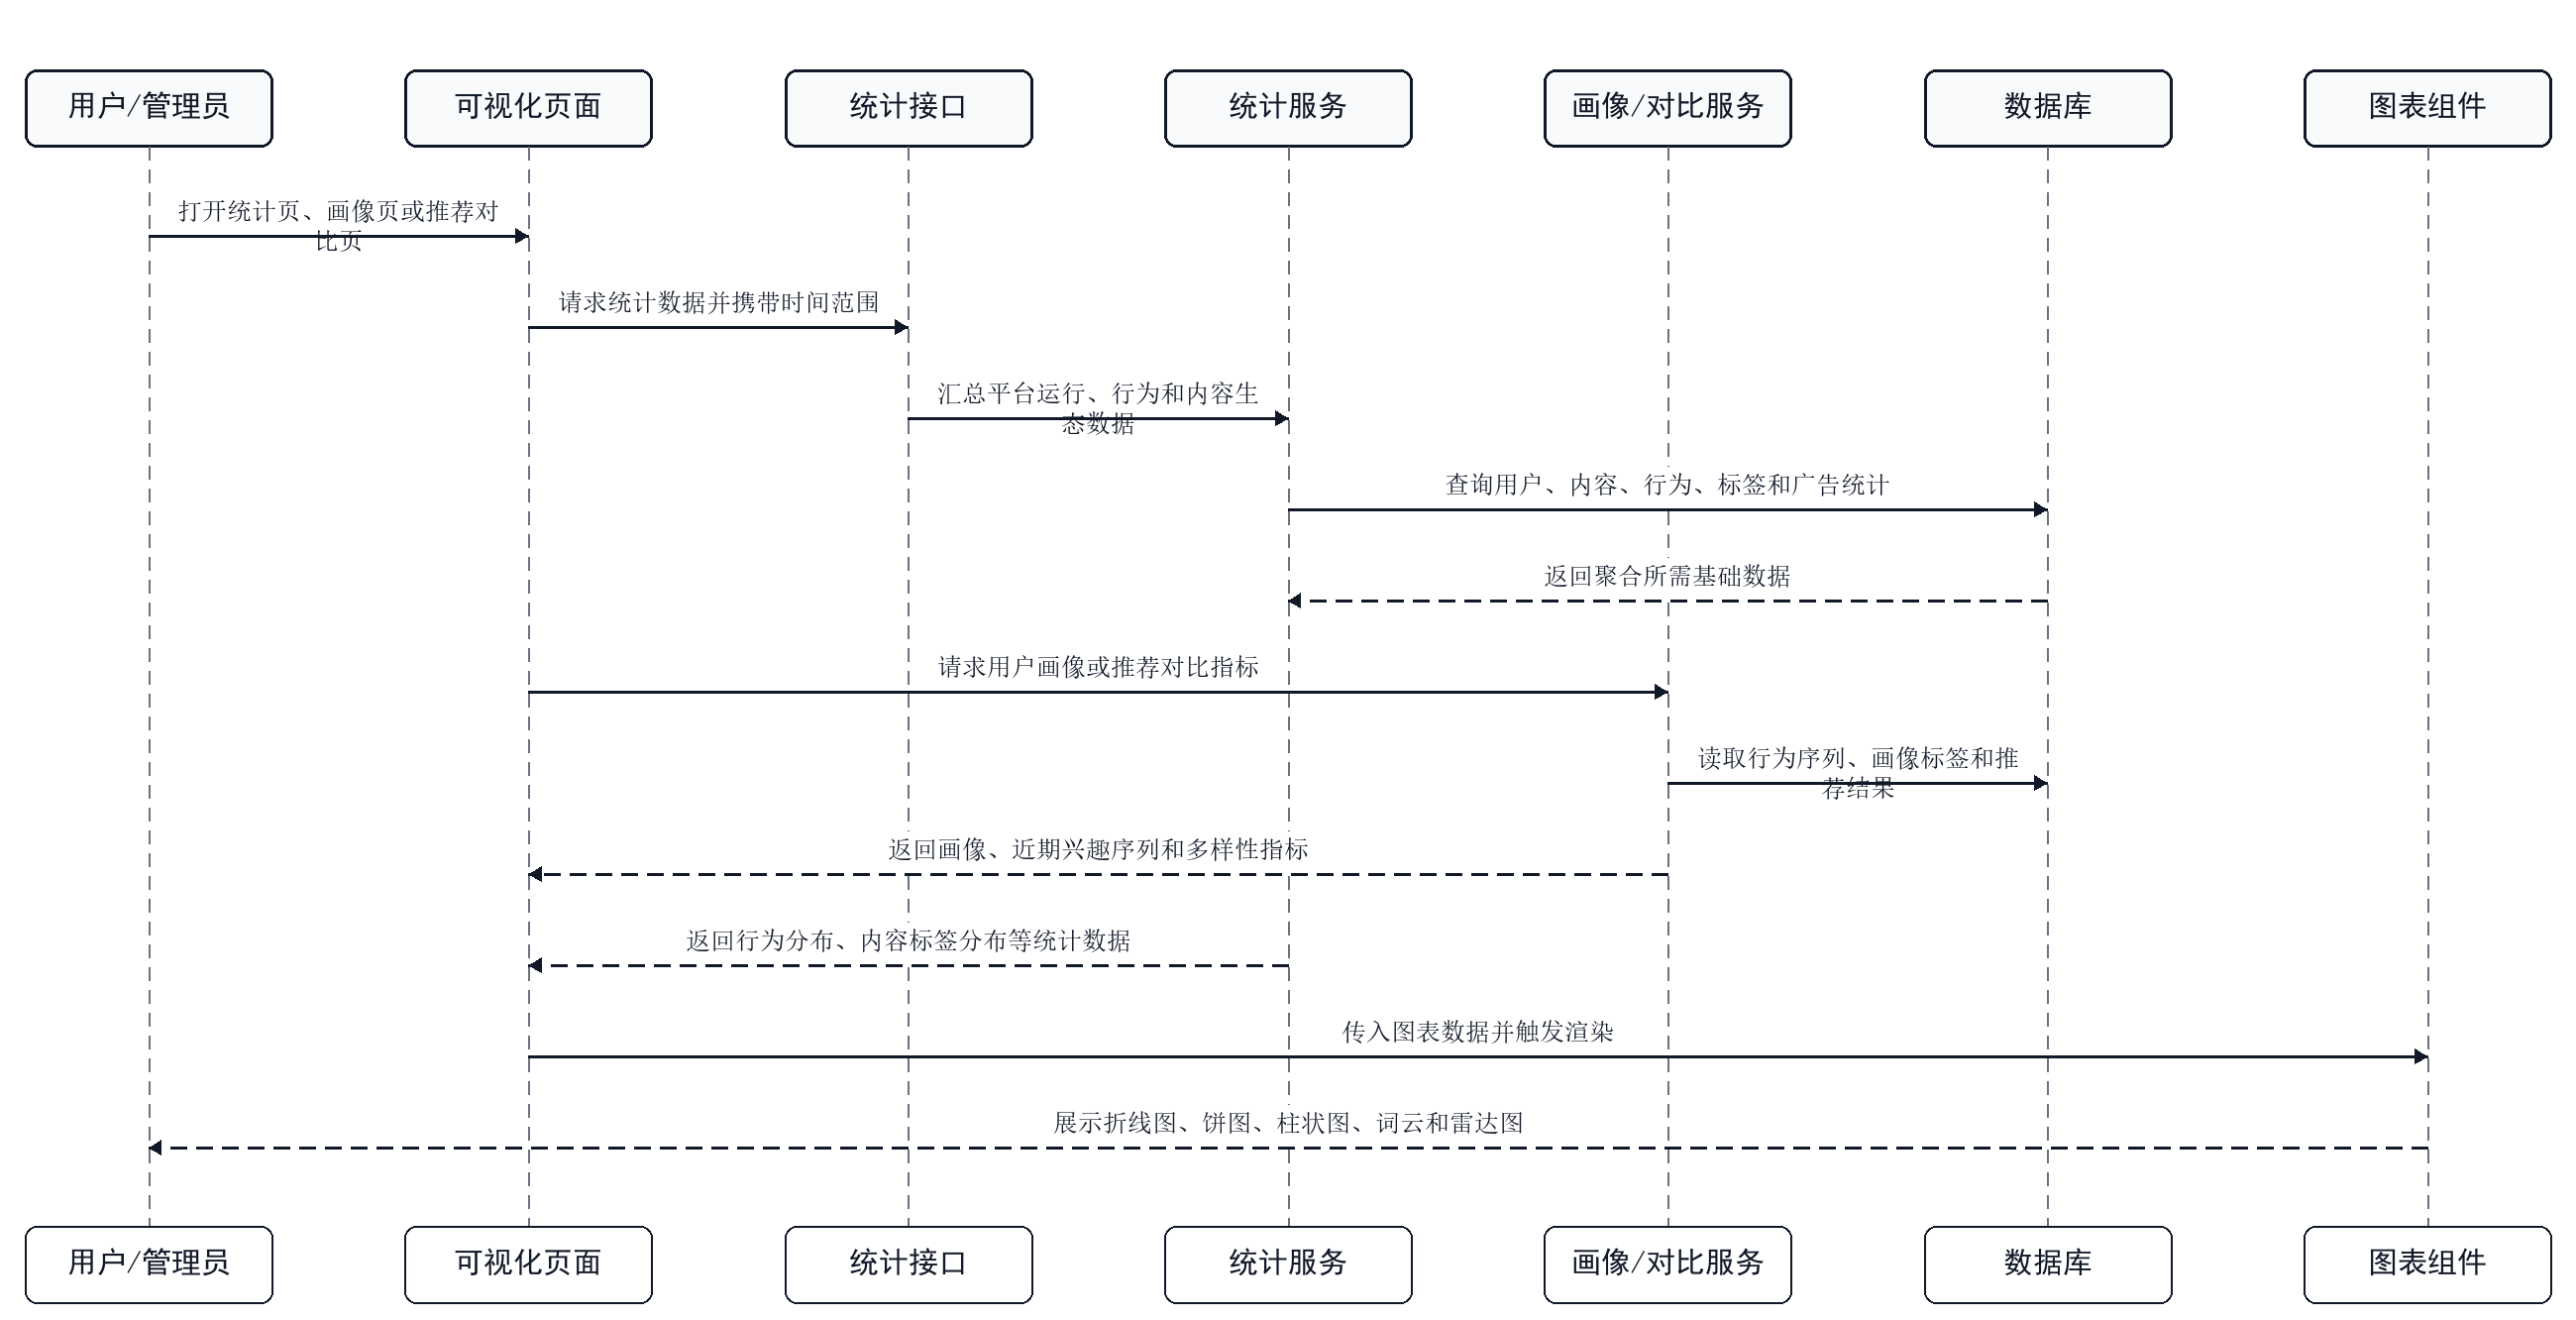 用户/管理员
可视化页面
统计接口
统计服务
画像/对比服务
数据库
图表组件
打开统计页、画像页或推荐对
比页
请求统计数据并携带时间范围
汇总平台运行、行为和内容生
态数据
查询用户、内容、行为、标签和广告统计
返回聚合所需基础数据
请求用户画像或推荐对比指标
读取行为序列、画像标签和推
荐结果
返回画像、近期兴趣序列和多样性指标
返回行为分布、内容标签分布等统计数据
传入图表数据并触发渲染
展示折线图、饼图、柱状图、词云和雷达图
用户/管理员
可视化页面
统计接口
统计服务
画像/对比服务
数据库
图表组件